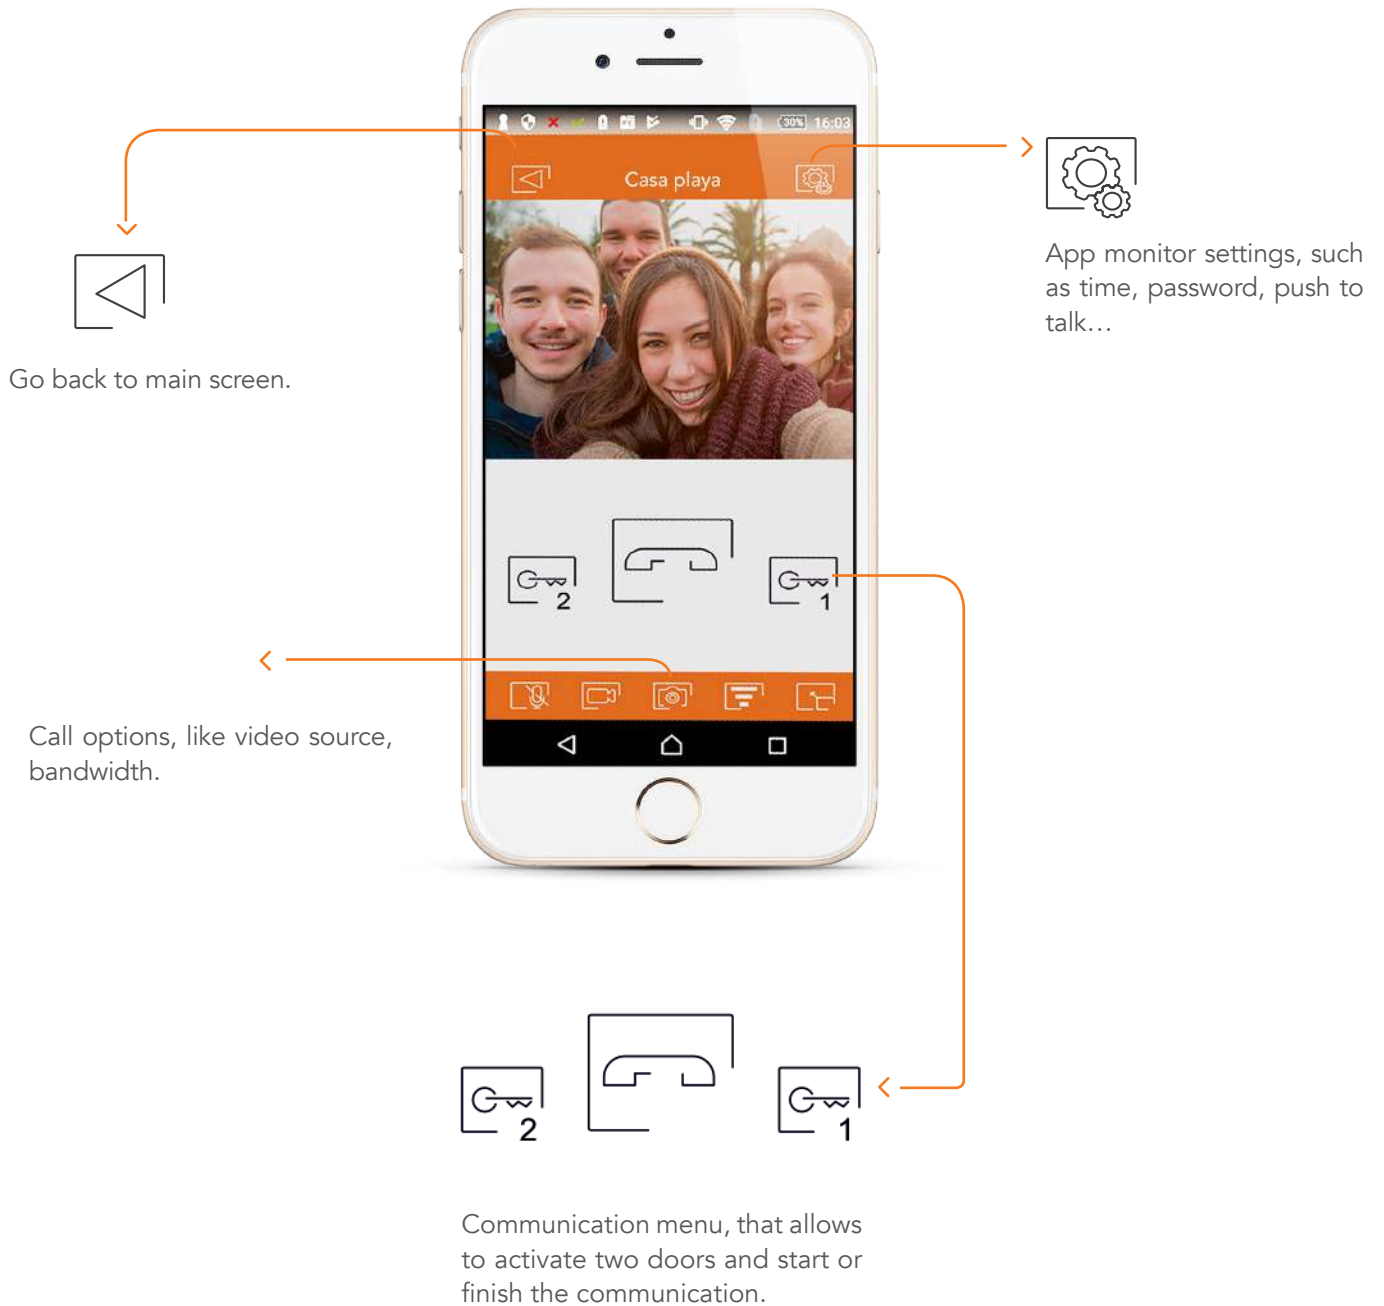 30% 16:03
Casa playa
App monitor settings, such
as time, password, push to
talk…
Go back to main screen.
2
1
Call options, like video source,
bandwidth.
2
1
Communication menu, that allows
to activate two doors and start or
finish the communication.